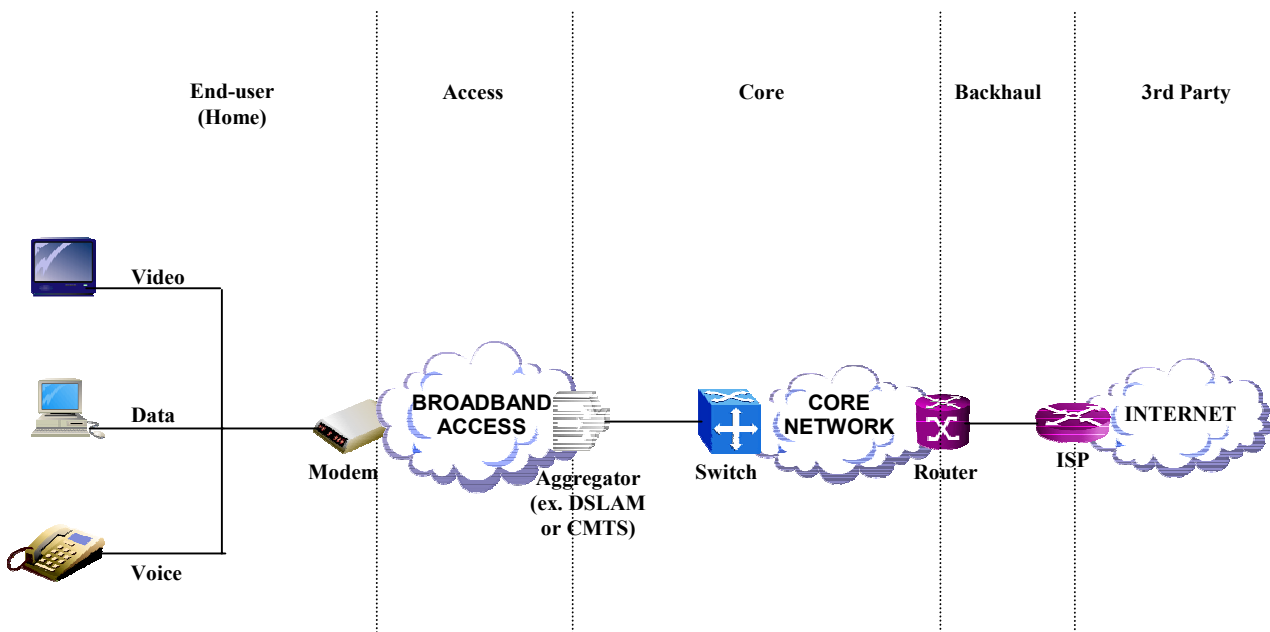 End-user
(Home)
Access
Core
Backhaul
3rd Party
Video
Data
Voice
Modem
BROADBAND
ACCESS
Aggregator
(ex. DSLAM
or CMTS)
Switch
CORE
NETWORK
Router
ISP
INTERNET